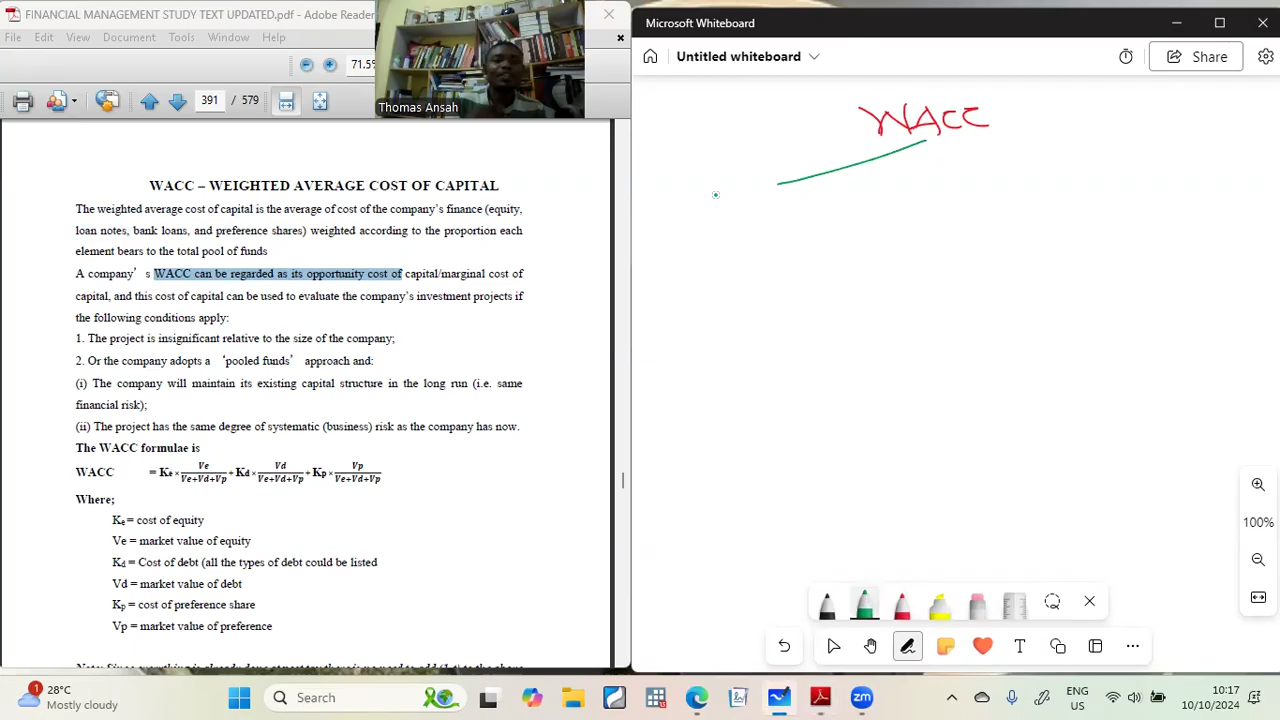 FINANCIAL MANAGEMENT STUDY TEXT UPDATED.pdf - Adobe Reader
File Edit View Document Tools Window Help
391 / 579
71.5%
Thomas Ansah
WACC – WEIGHTED AVERAGE COST OF CAPITAL
The weighted average cost of capital is the average of cost of the company's finance (equity,
loan notes, bank loans, and preference shares) weighted according to the proportion each
element bears to the total pool of funds
A company's WACC can be regarded as its opportunity cost of capital/marginal cost of
capital, and this cost of capital can be used to evaluate the company's investment projects if
the following conditions apply:
1. The project is insignificant relative to the size of the company;
2. Or the company adopts a 'pooled funds' approach and:
(i) The company will maintain its existing capital structure in the long run (i.e. same
financial risk);
(ii) The project has the same degree of systematic (business) risk as the company has now.
The WACC formulae is
WACC = Ke × Ve/(Ve+Vd+Vp) + Kd × Vd/(Ve+Vd+Vp) + Kp × Vp/(Ve+Vd+Vp)
Where;
Ke = cost of equity
Ve = market value of equity
Kd = Cost of debt (all the types of debt could be listed
Vd = market value of debt
Kp = cost of preference share
Vp = market value of preference
Microsoft Whiteboard
Untitled whiteboard
Share
WACC
100%
1
28°C
Mostly cloudy
Search
ENG
US
10:17
10/10/2024